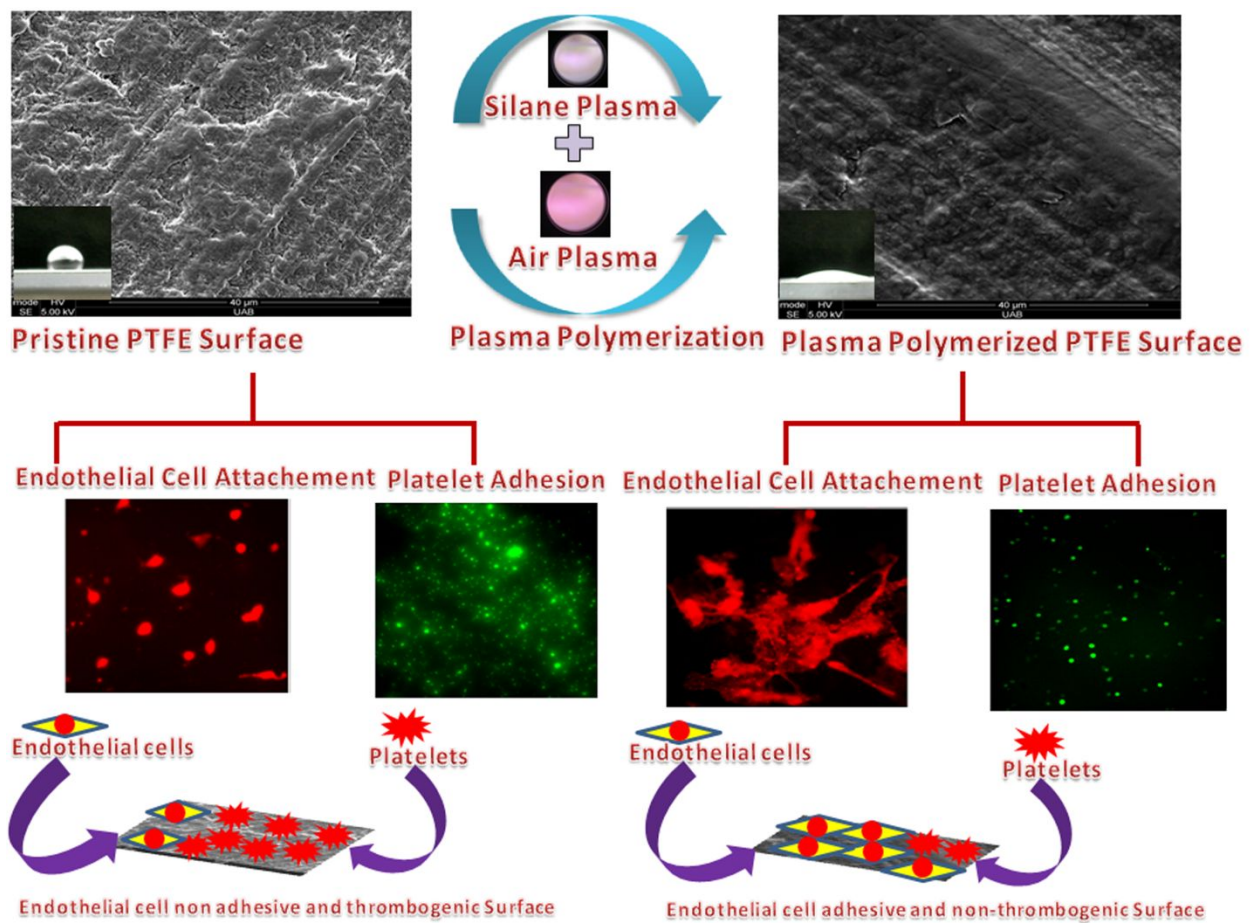 Silane Plasma
Air Plasma
mode HV 40 µm
SE 5.00 kV UAB
mode HV 40 µm
SE 5.00 kV UAB
Pristine PTFE Surface
Plasma Polymerization
Plasma Polymerized PTFE Surface
Endothelial Cell Attachement
Platelet Adhesion
Endothelial Cell Attachement
Platelet Adhesion
Endothelial cells
Platelets
Endothelial cells
Platelets
Endothelial cell non adhesive and thrombogenic Surface
Endothelial cell adhesive and non-thrombogenic Surface